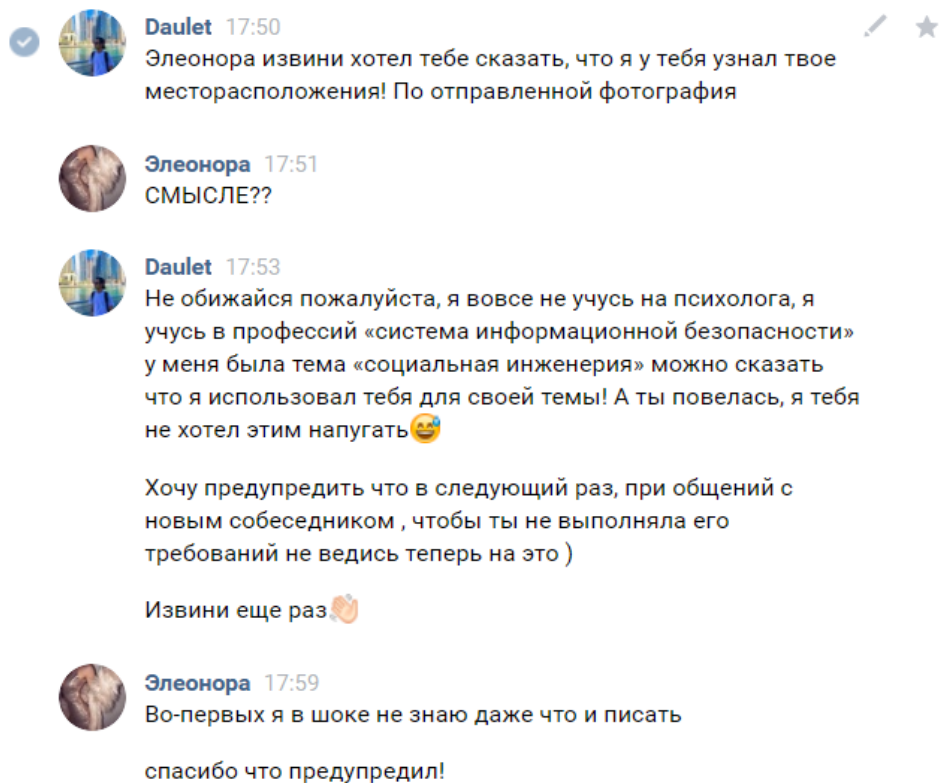 Daulet 17:50
Элеонора извини хотел тебе сказать, что я у тебя узнал твое
месторасположения! По отправленной фотография
Элеонора 17:51
СМЫСЛЕ??
Daulet 17:53
Не обижайся пожалуйста, я вовсе не учусь на психолога, я
учусь в профессий «система информационной безопасности»
у меня была тема «социальная инженерия» можно сказать
что я использовал тебя для своей темы! А ты повелась, я тебя
не хотел этим напугать😅
Хочу предупредить что в следующий раз, при общений с
новым собеседником , чтобы ты не выполняла его
требований не ведись теперь на это )
Извини еще раз👋🏻
Элеонора 17:59
Во-первых я в шоке не знаю даже что и писать
спасибо что предупредил!